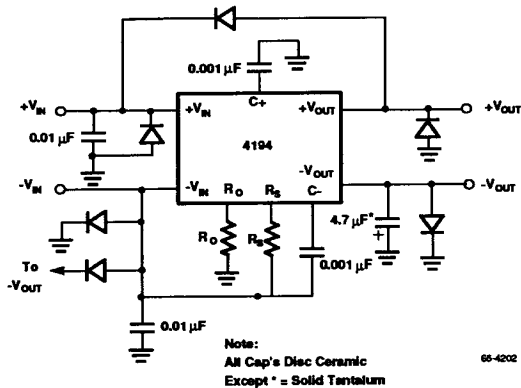 0.001 μF
C+
+VIN
+VIN
+VOUT
+VOUT
0.01 μF
4194
-VIN
-VIN
RO
RS
C-
-VOUT
-VOUT
4.7 μF*
+
RO
RS
0.001 μF
To
-VOUT
0.01 μF
Note:
All Cap's Disc Ceramic
Except * = Solid Tantalum
65-4202